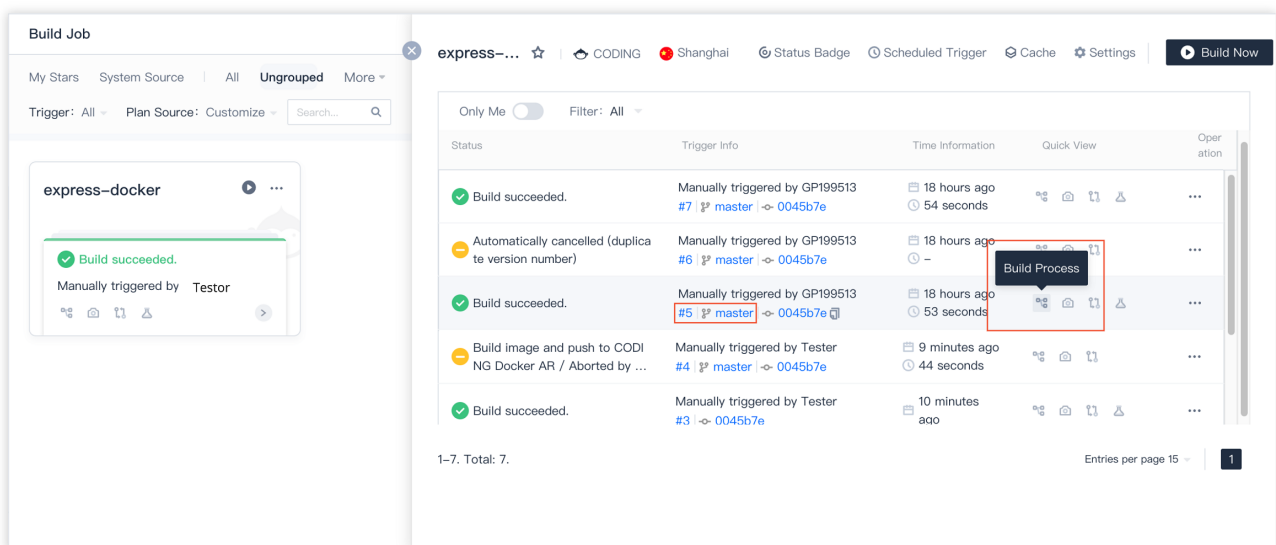 Build Job
My Stars System Source All Ungrouped More
Trigger: All Plan Source: Customize Search...
express-docker
Build succeeded.
Manually triggered by Testor
express-... CODING Shanghai Status Badge Scheduled Trigger Cache Settings Build Now
Only Me Filter: All
Status Trigger Info Time Information Quick View Oper
ation
Build succeeded. Manually triggered by GP199513 18 hours ago
#7 master 0045b7e 54 seconds
Automatically cancelled (duplica Manually triggered by GP199513 18 hours ago
te version number) #6 master 0045b7e –
Build Process
Build succeeded. Manually triggered by GP199513 18 hours ago
#5 master 0045b7e 53 seconds
Build image and push to CODI Manually triggered by Tester 9 minutes ago
NG Docker AR / Aborted by ... #4 master 0045b7e 44 seconds
Build succeeded. Manually triggered by Tester 10 minutes
#3 0045b7e ago
1-7. Total: 7. Entries per page 15 1